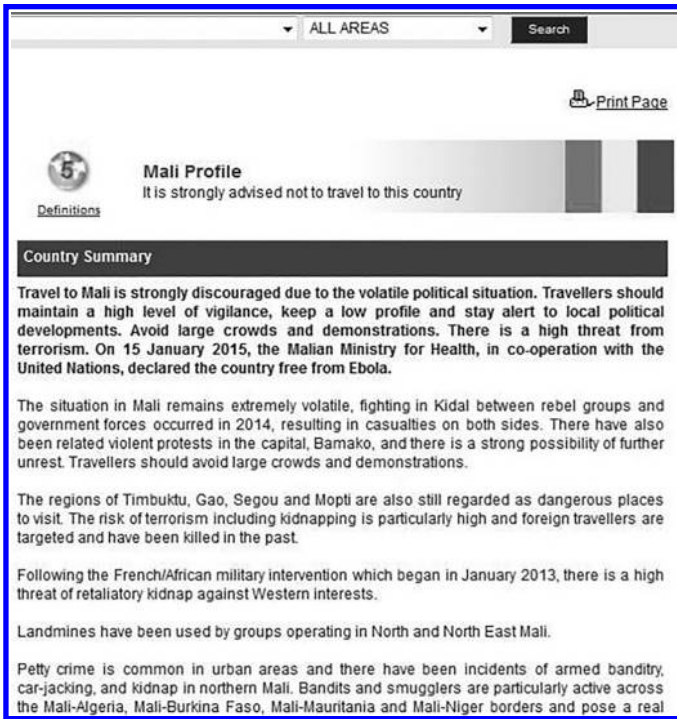 ALL AREAS Search
Print Page
5
Mali Profile
It is strongly advised not to travel to this country
Definitions
Country Summary
Travel to Mali is strongly discouraged due to the volatile political situation. Travellers should
maintain a high level of vigilance, keep a low profile and stay alert to local political
developments. Avoid large crowds and demonstrations. There is a high threat from
terrorism. On 15 January 2015, the Malian Ministry for Health, in co-operation with the
United Nations, declared the country free from Ebola.
The situation in Mali remains extremely volatile, fighting in Kidal between rebel groups and
government forces occurred in 2014, resulting in casualties on both sides. There have also
been related violent protests in the capital, Bamako, and there is a strong possibility of further
unrest. Travellers should avoid large crowds and demonstrations.
The regions of Timbuktu, Gao, Segou and Mopti are also still regarded as dangerous places
to visit. The risk of terrorism including kidnapping is particularly high and foreign travellers are
targeted and have been killed in the past.
Following the French/African military intervention which began in January 2013, there is a high
threat of retaliatory kidnap against Western interests.
Landmines have been used by groups operating in North and North East Mali.
Petty crime is common in urban areas and there have been incidents of armed banditry,
car-jacking, and kidnap in northern Mali. Bandits and smugglers are particularly active across
the Mali-Algeria, Mali-Burkina Faso, Mali-Mauritania and Mali-Niger borders and pose a real